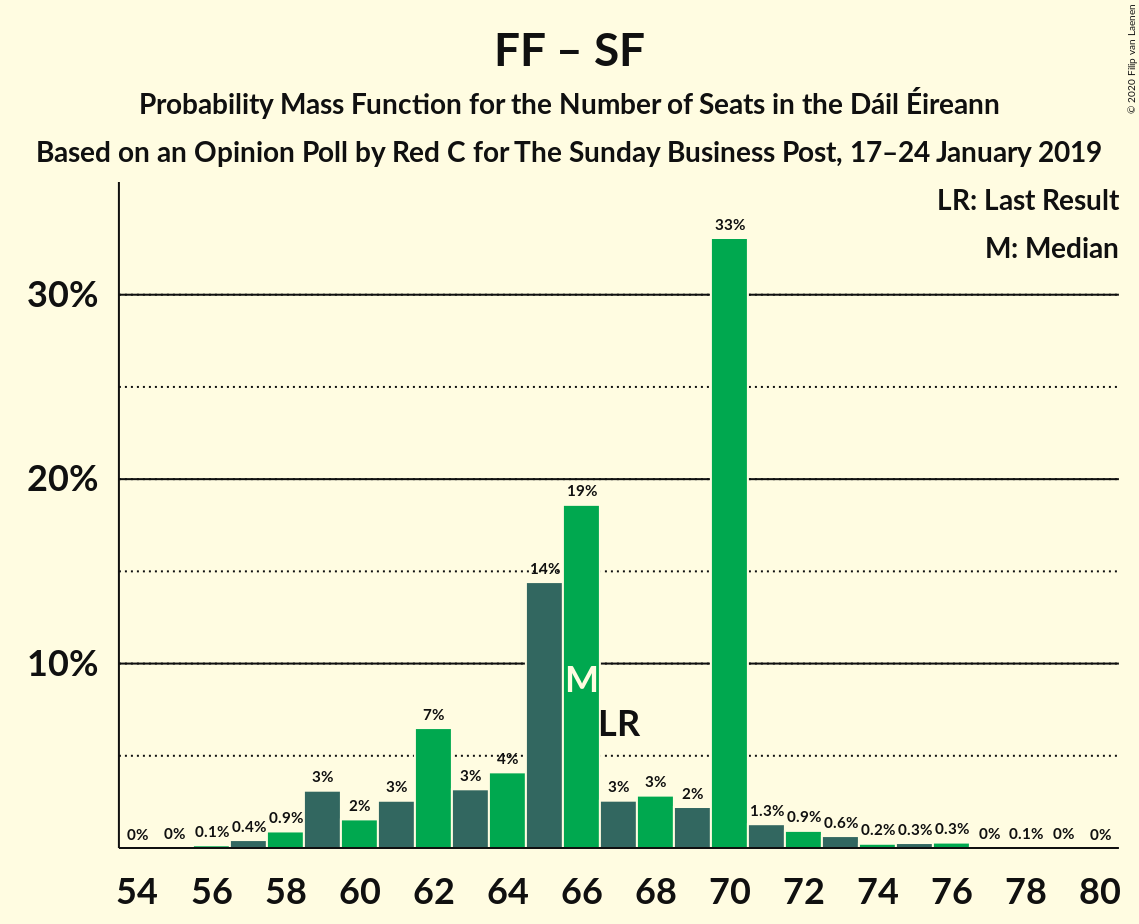 FF – SF
Probability Mass Function for the Number of Seats in the Dáil Éireann
Based on an Opinion Poll by Red C for The Sunday Business Post, 17–24 January 2019
© 2020 Filip van Laenen
LR: Last Result
M: Median
30%
20%
10%
0% 0% 0.1% 0.4% 0.9% 3% 2% 3% 7% 3% 4% 14% 19% 3% 3% 2% 33% 1.3% 0.9% 0.6% 0.2% 0.3% 0.3% 0% 0.1% 0% 0%
M
LR
54 56 58 60 62 64 66 68 70 72 74 76 78 80